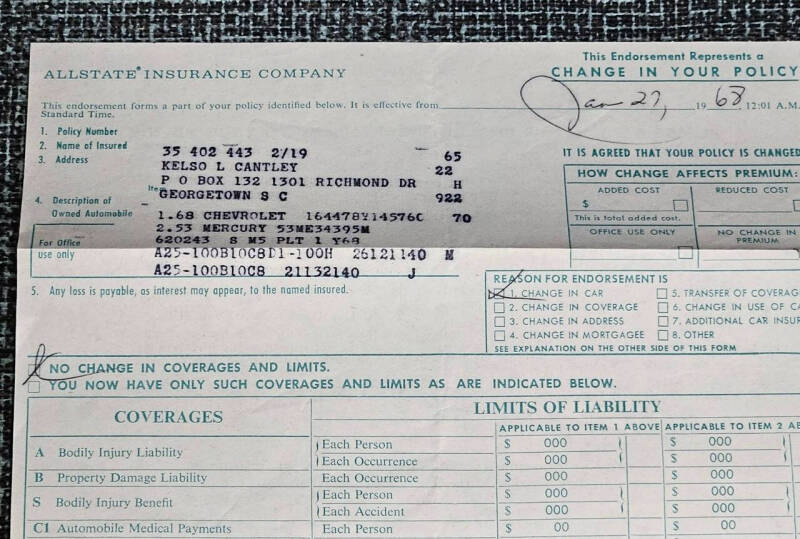 ALLSTATE® INSURANCE COMPANY
This Endorsement Represents a
CHANGE IN YOUR POLICY
This endorsement forms a part of your policy identified below. It is effective from Jan 27, 1968, 12:01 A.M.
Standard Time.
1. Policy Number
2. Name of Insured
3. Address
35 402 443 2/19 65
KELSO L CANTLEY 22
P O BOX 132 1301 RICHMOND DR H
Item
GEORGETOWN S C 922
4. Description of
Owned Automobile
1.68 CHEVROLET 164478Y14576C 70
2.53 MERCURY 53ME34395M
For Office
use only
620243 S M5 PLT 1 Y68
A25-100B10C8D1-100H 26121140 M
A25-100B10C8 21132140 J
5. Any loss is payable, as interest may appear, to the named insured.
IT IS AGREED THAT YOUR POLICY IS CHANGED
HOW CHANGE AFFECTS PREMIUM:
ADDED COST
REDUCED COST
$
This is total added cost.
OFFICE USE ONLY
NO CHANGE IN
PREMIUM
REASON FOR ENDORSEMENT IS
1. CHANGE IN CAR
2. CHANGE IN COVERAGE
3. CHANGE IN ADDRESS
4. CHANGE IN MORTGAGEE
5. TRANSFER OF COVERAG
6. CHANGE IN USE OF CA
7. ADDITIONAL CAR INSUR
8. OTHER
SEE EXPLANATION ON THE OTHER SIDE OF THIS FORM
NO CHANGE IN COVERAGES AND LIMITS.
YOU NOW HAVE ONLY SUCH COVERAGES AND LIMITS AS ARE INDICATED BELOW.
COVERAGES
LIMITS OF LIABILITY
APPLICABLE TO ITEM 1 ABOVE
APPLICABLE TO ITEM 2 AB
A Bodily Injury Liability
Each Person $ 000 $ 000
Each Occurrence $ 000 $ 000
B Property Damage Liability Each Occurrence $ 000 $ 000
S Bodily Injury Benefit
Each Person $ 000 $ 000
Each Accident $ 000 $ 000
C1 Automobile Medical Payments Each Person $ 00 $ 00